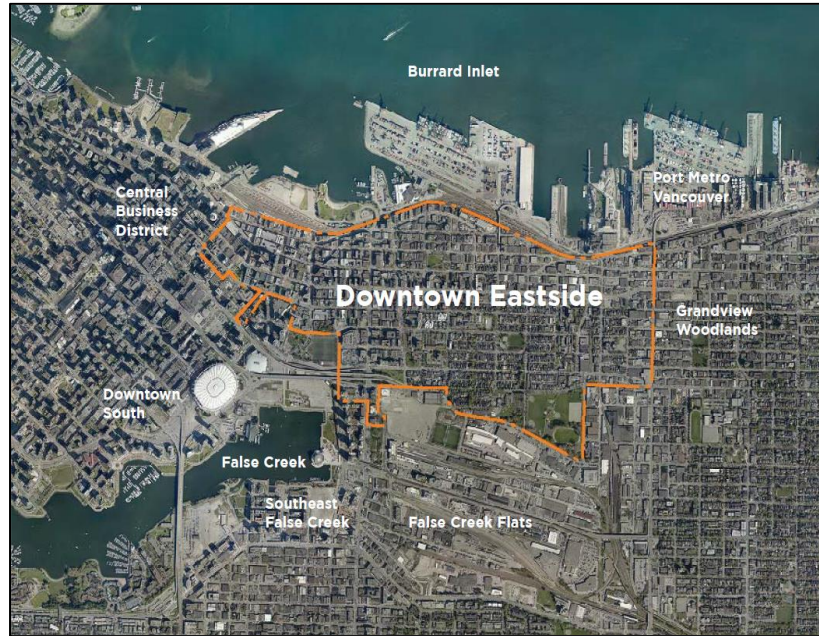 Burrard Inlet
Central
Business
District
Port Metro
Vancouver
Downtown Eastside
Grandview
Woodlands
Downtown
South
False Creek
Southeast
False Creek
False Creek Flats